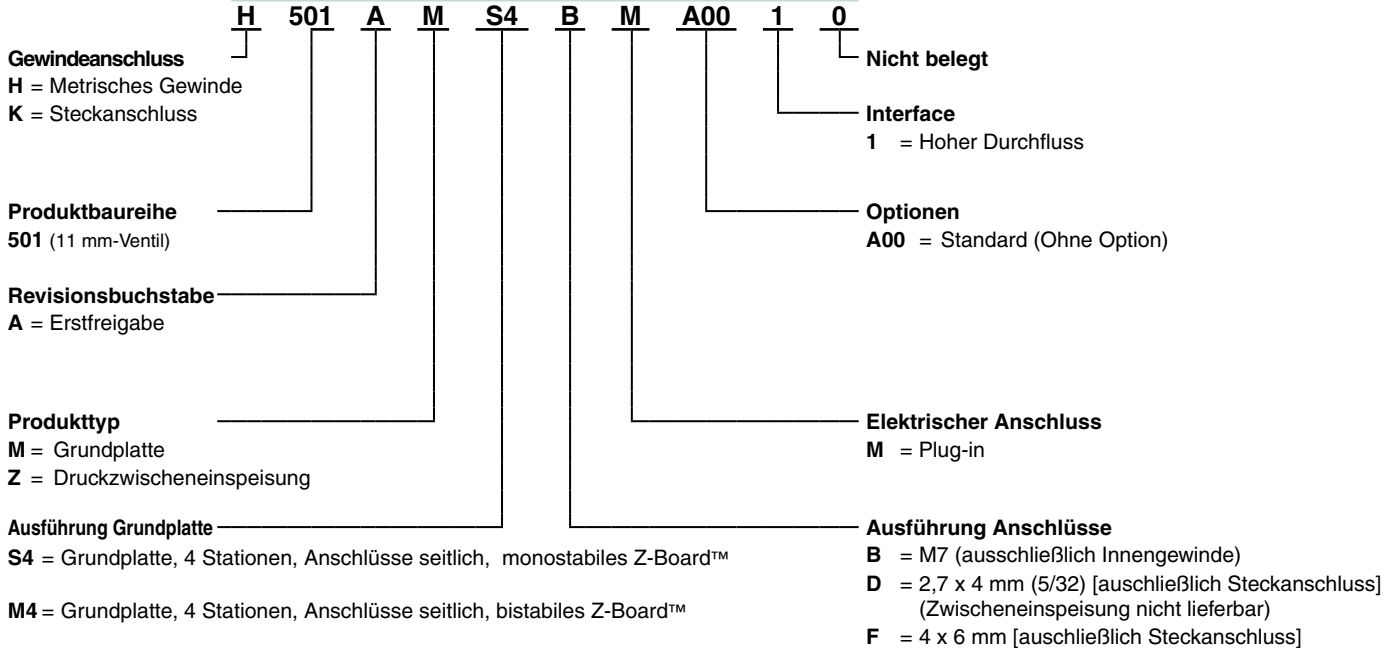 H 501 A M S4 B M A00 1 0
Gewindeanschluss
H = Metrisches Gewinde
K = Steckanschluss
Produktbaureihe
501 (11 mm-Ventil)
Revisionsbuchstabe
A = Erstfreigabe
Produkttyp
M = Grundplatte
Z = Druckzwischeneinspeisung
Ausführung Grundplatte
S4 = Grundplatte, 4 Stationen, Anschlüsse seitlich, monostabiles Z-Board™
M4 = Grundplatte, 4 Stationen, Anschlüsse seitlich, bistabiles Z-Board™
Nicht belegt
Interface
1 = Hoher Durchfluss
Optionen
A00 = Standard (Ohne Option)
Elektrischer Anschluss
M = Plug-in
Ausführung Anschlüsse
B = M7 (ausschließlich Innengewinde)
D = 2,7 x 4 mm (5/32) [auschließlich Steckanschluss]
(Zwischeneinspeisung nicht lieferbar)
F = 4 x 6 mm [auschließlich Steckanschluss]